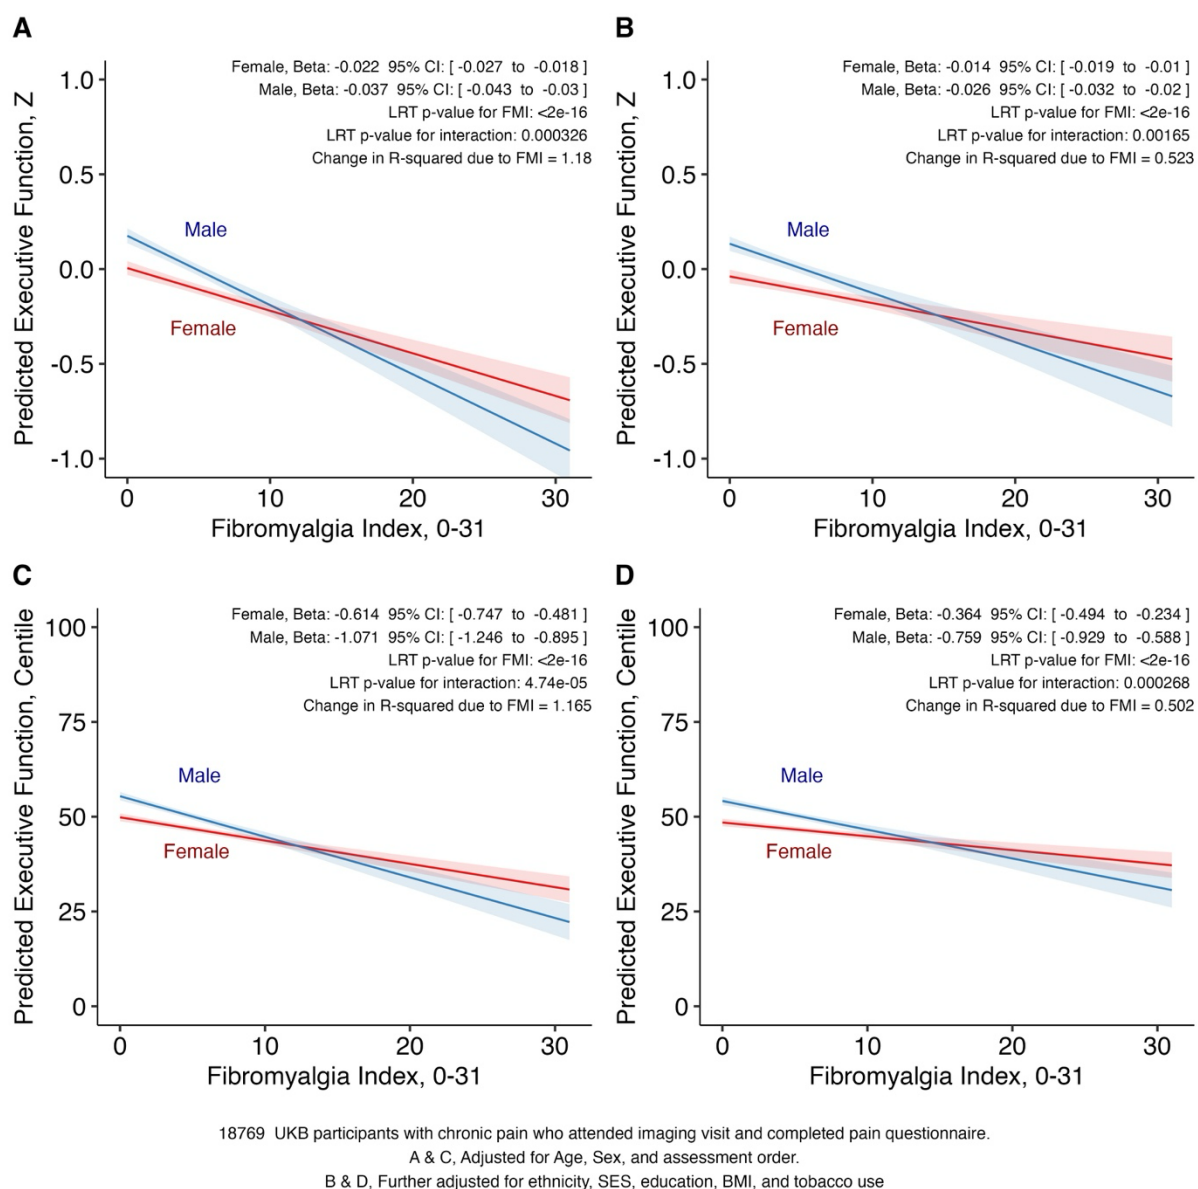 A
Female, Beta: -0.022 95% CI: [ -0.027 to -0.018 ]
Male, Beta: -0.037 95% CI: [ -0.043 to -0.03 ]
LRT p-value for FMI: <2e-16
LRT p-value for interaction: 0.000326
Change in R-squared due to FMI = 1.18
Predicted Executive Function, Z
1.0
0.5
0.0
-0.5
-1.0
Male
Female
0 10 20 30
Fibromyalgia Index, 0-31
B
Female, Beta: -0.014 95% CI: [ -0.019 to -0.01 ]
Male, Beta: -0.026 95% CI: [ -0.032 to -0.02 ]
LRT p-value for FMI: <2e-16
LRT p-value for interaction: 0.00165
Change in R-squared due to FMI = 0.523
Predicted Executive Function, Z
1.0
0.5
0.0
-0.5
-1.0
Male
Female
0 10 20 30
Fibromyalgia Index, 0-31
C
Female, Beta: -0.614 95% CI: [ -0.747 to -0.481 ]
Male, Beta: -1.071 95% CI: [ -1.246 to -0.895 ]
LRT p-value for FMI: <2e-16
LRT p-value for interaction: 4.74e-05
Change in R-squared due to FMI = 1.165
Predicted Executive Function, Centile
100
75
50
25
0
Male
Female
0 10 20 30
Fibromyalgia Index, 0-31
D
Female, Beta: -0.364 95% CI: [ -0.494 to -0.234 ]
Male, Beta: -0.759 95% CI: [ -0.929 to -0.588 ]
LRT p-value for FMI: <2e-16
LRT p-value for interaction: 0.000268
Change in R-squared due to FMI = 0.502
Predicted Executive Function, Centile
100
75
50
25
0
Male
Female
0 10 20 30
Fibromyalgia Index, 0-31
18769 UKB participants with chronic pain who attended imaging visit and completed pain questionnaire.
A & C, Adjusted for Age, Sex, and assessment order.
B & D, Further adjusted for ethnicity, SES, education, BMI, and tobacco use